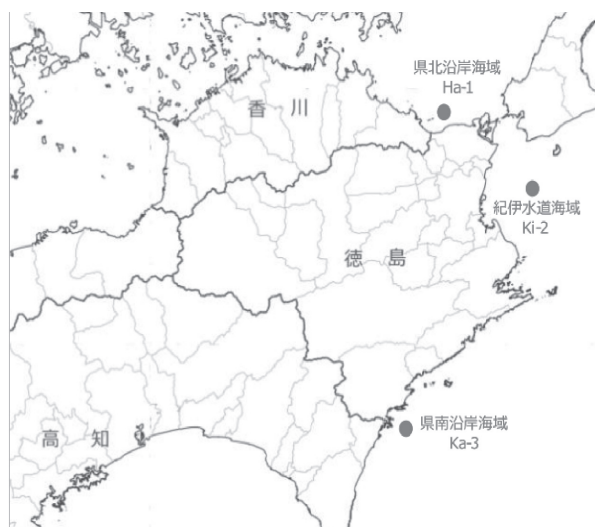 県北沿岸海域
Ha-1
香川
紀伊水道海域
Ki-2
徳島
県南沿岸海域
Ka-3
高知